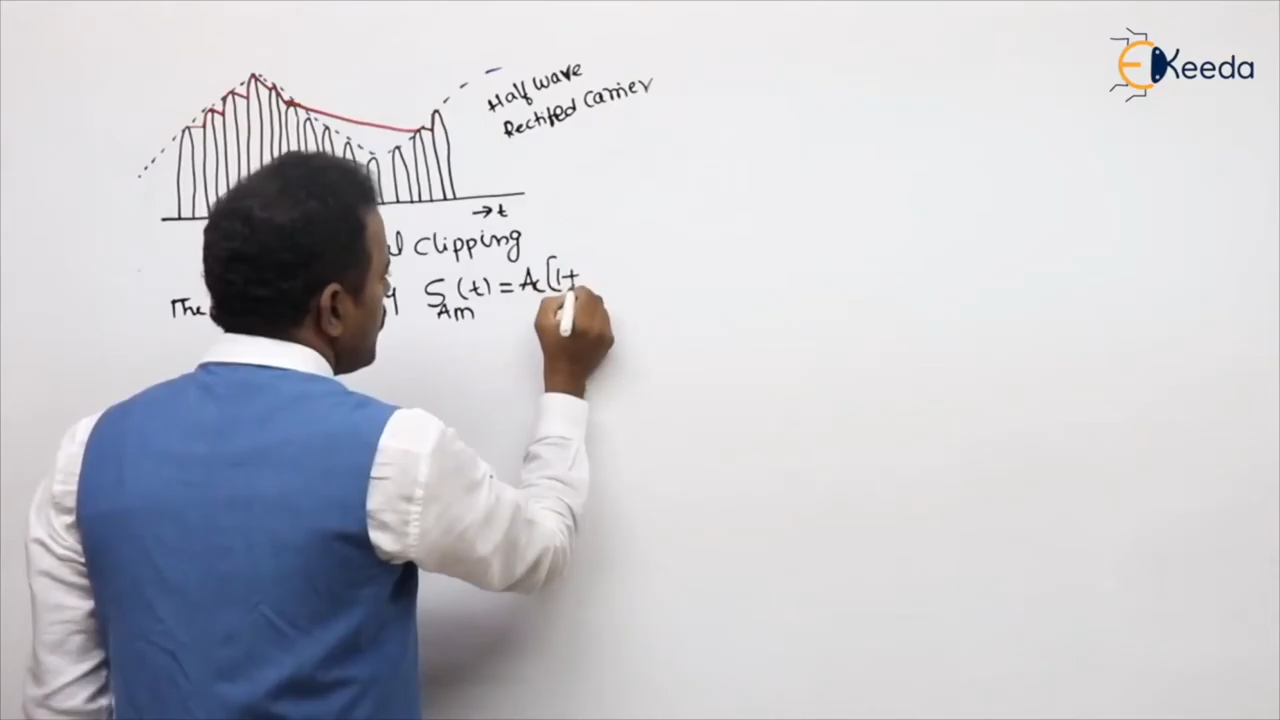 EKeeda
Half wave
Rectified Carrier
→t
l clipping
The
S (t) = Ac[1+
AM